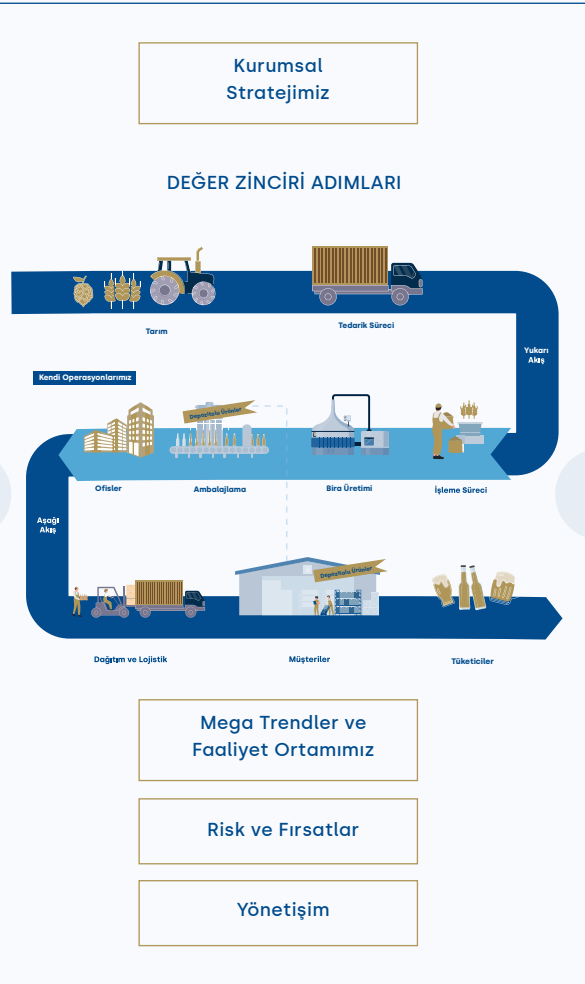 Kurumsal
Stratejimiz
DEĞER ZİNCİRİ ADIMLARI
Tarım
Tedarik Süreci
Yukarı
Akış
Kendi Operasyonlarımız
Depozitolu Ürünler
Ofisler
Ambalajlama
Bira Üretimi
İşleme Süreci
Aşağı
Akış
Depozitolu Ürünler
Dağıtım ve Lojistik
Müşteriler
Tüketiciler
Mega Trendler ve
Faaliyet Ortamımız
Risk ve Fırsatlar
Yönetişim